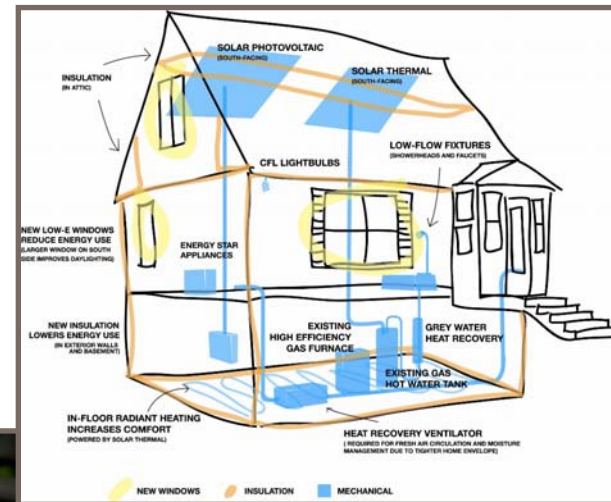 SOLAR PHOTOVOLTAIC
(SOUTH-FACING)
SOLAR THERMAL
(SOUTH-FACING)
INSULATION
(IN ATTIC)
LOW-FLOW FIXTURES
(SHOWERHEADS AND FAUCETS)
CFL LIGHTBULBS
NEW LOW-E WINDOWS
REDUCE ENERGY USE
(LARGER WINDOW ON SOUTH
SIDE IMPROVES DAYLIGHTING)
ENERGY STAR
APPLIANCES
NEW INSULATION
LOWERS ENERGY USE
(IN EXTERIOR WALLS
AND BASEMENT)
EXISTING
HIGH EFFICIENCY
GAS FURNACE
GREY WATER
HEAT RECOVERY
EXISTING GAS
HOT WATER TANK
IN-FLOOR RADIANT HEATING
INCREASES COMFORT
(POWERED BY SOLAR THERMAL)
HEAT RECOVERY VENTILATOR
( REQUIRED FOR FRESH AIR CIRCULATION AND MOISTURE
MANAGEMENT DUE TO TIGHTER HOME ENVELOPE)
NEW WINDOWS
INSULATION
MECHANICAL